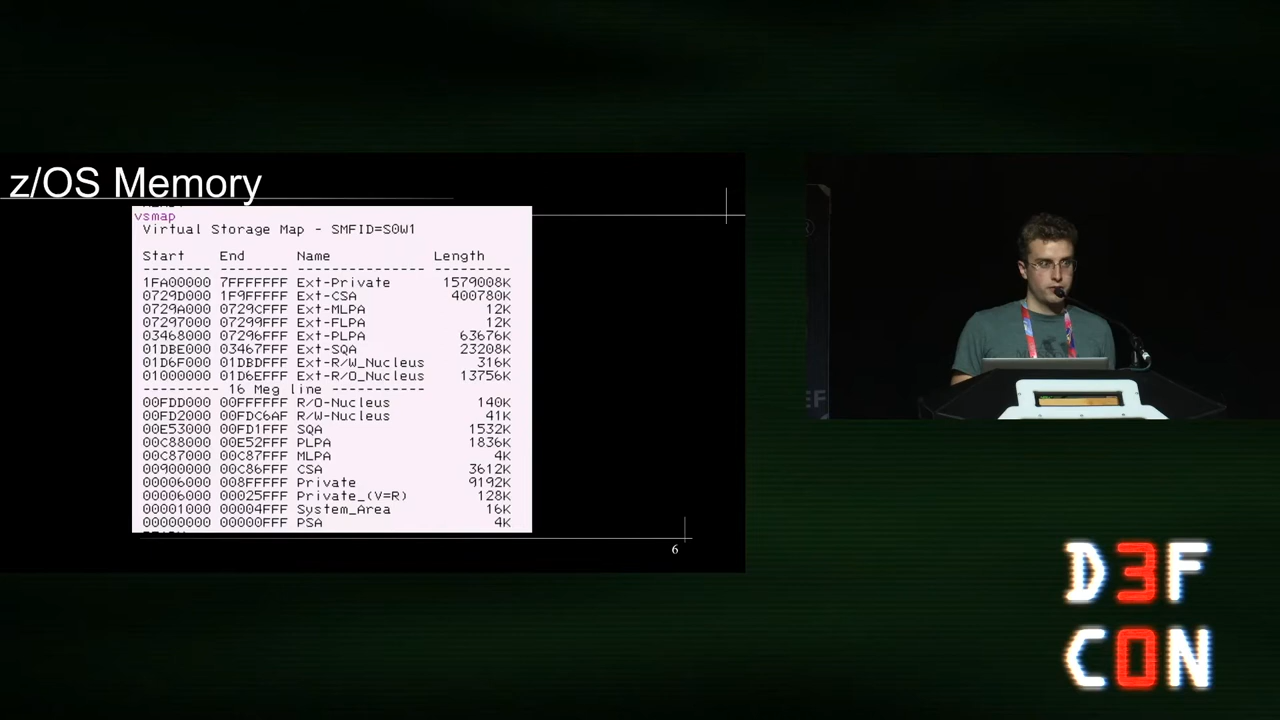 z/OS Memory
vsmap
Virtual Storage Map - SMFID=S0W1
Start End Name Length
-------- -------- --------------- ---------
1FA00000 7FFFFFFF Ext-Private 1579008K
0729D000 1F9FFFFF Ext-CSA 400780K
0729A000 0729CFFF Ext-MLPA 12K
07297000 07299FFF Ext-FLPA 12K
03468000 07296FFF Ext-PLPA 63676K
01DBE000 03467FFF Ext-SQA 23208K
01D6F000 01DBDFFF Ext-R/W_Nucleus 316K
01000000 01D6EFFF Ext-R/O_Nucleus 13756K
--------- 16 Meg line -----------
00FDD000 00FFFFFF R/O-Nucleus 140K
00FD2000 00FDC6AF R/W-Nucleus 41K
00E53000 00FD1FFF SQA 1532K
00C88000 00E52FFF PLPA 1836K
00C87000 00C87FFF MLPA 4K
00900000 00C86FFF CSA 3612K
00006000 008FFFFF Private 9192K
00006000 00025FFF Private_(V=R) 128K
00001000 00004FFF System_Area 16K
00000000 00000FFF PSA 4K
6
D3F
C0N